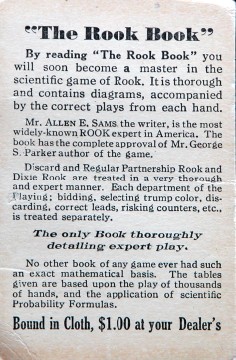 "The Rook Book"
By reading "The Rook Book" you
will soon become a master in the
scientific game of Rook. It is thorough
and contains diagrams, accompanied
by the correct plays from each hand.
Mr. ALLEN E. SAMS, the writer, is the most
widely-known ROOK expert in America. The
book has the complete approval of Mr. George
S. Parker author of the game.
Discard and Regular Partnership Rook and
Dixie Rook are treated in a very thorough
and expert manner. Each department of the
Playing; bidding, selecting trump color, dis-
carding, correct leads, risking counters, etc.,
is treated separately.
The only Book thoroughly
detailing expert play.
No other book of any game ever had such
an exact mathematical basis. The tables
given are based upon the play of thousands
of hands, and the application of scientific
Probability Formulas.
Bound in Cloth, $1.00 at your Dealer's